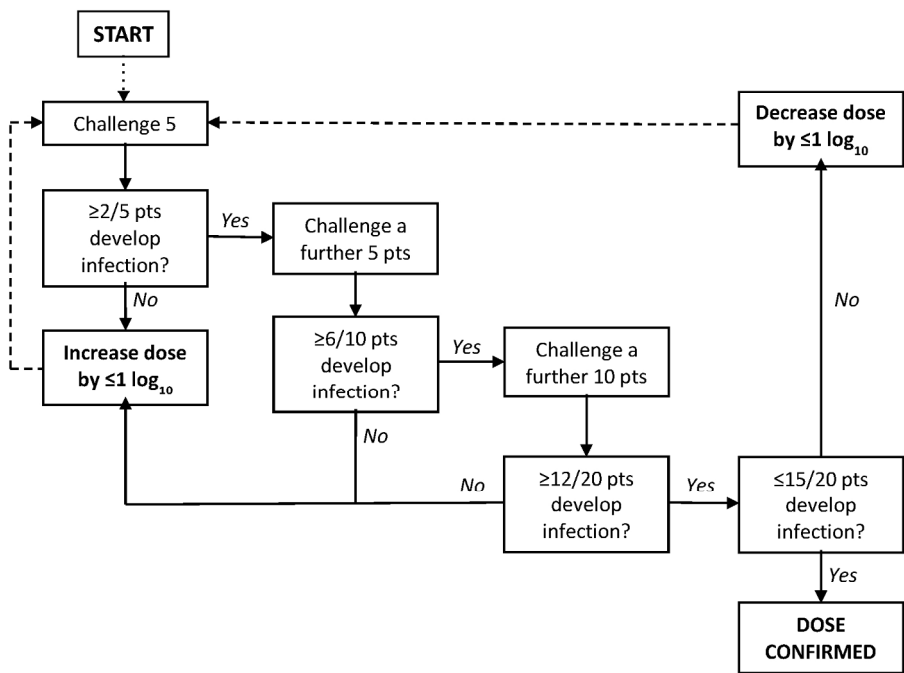 START
Challenge 5
Decrease dose
by ≤1 log₁₀
≥2/5 pts
develop
infection?
Yes
Challenge a
further 5 pts
No
No
Increase dose
by ≤1 log₁₀
≥6/10 pts
develop
infection?
Yes
Challenge a
further 10 pts
No
≥12/20 pts
develop
infection?
No
Yes
≤15/20 pts
develop
infection?
Yes
DOSE
CONFIRMED